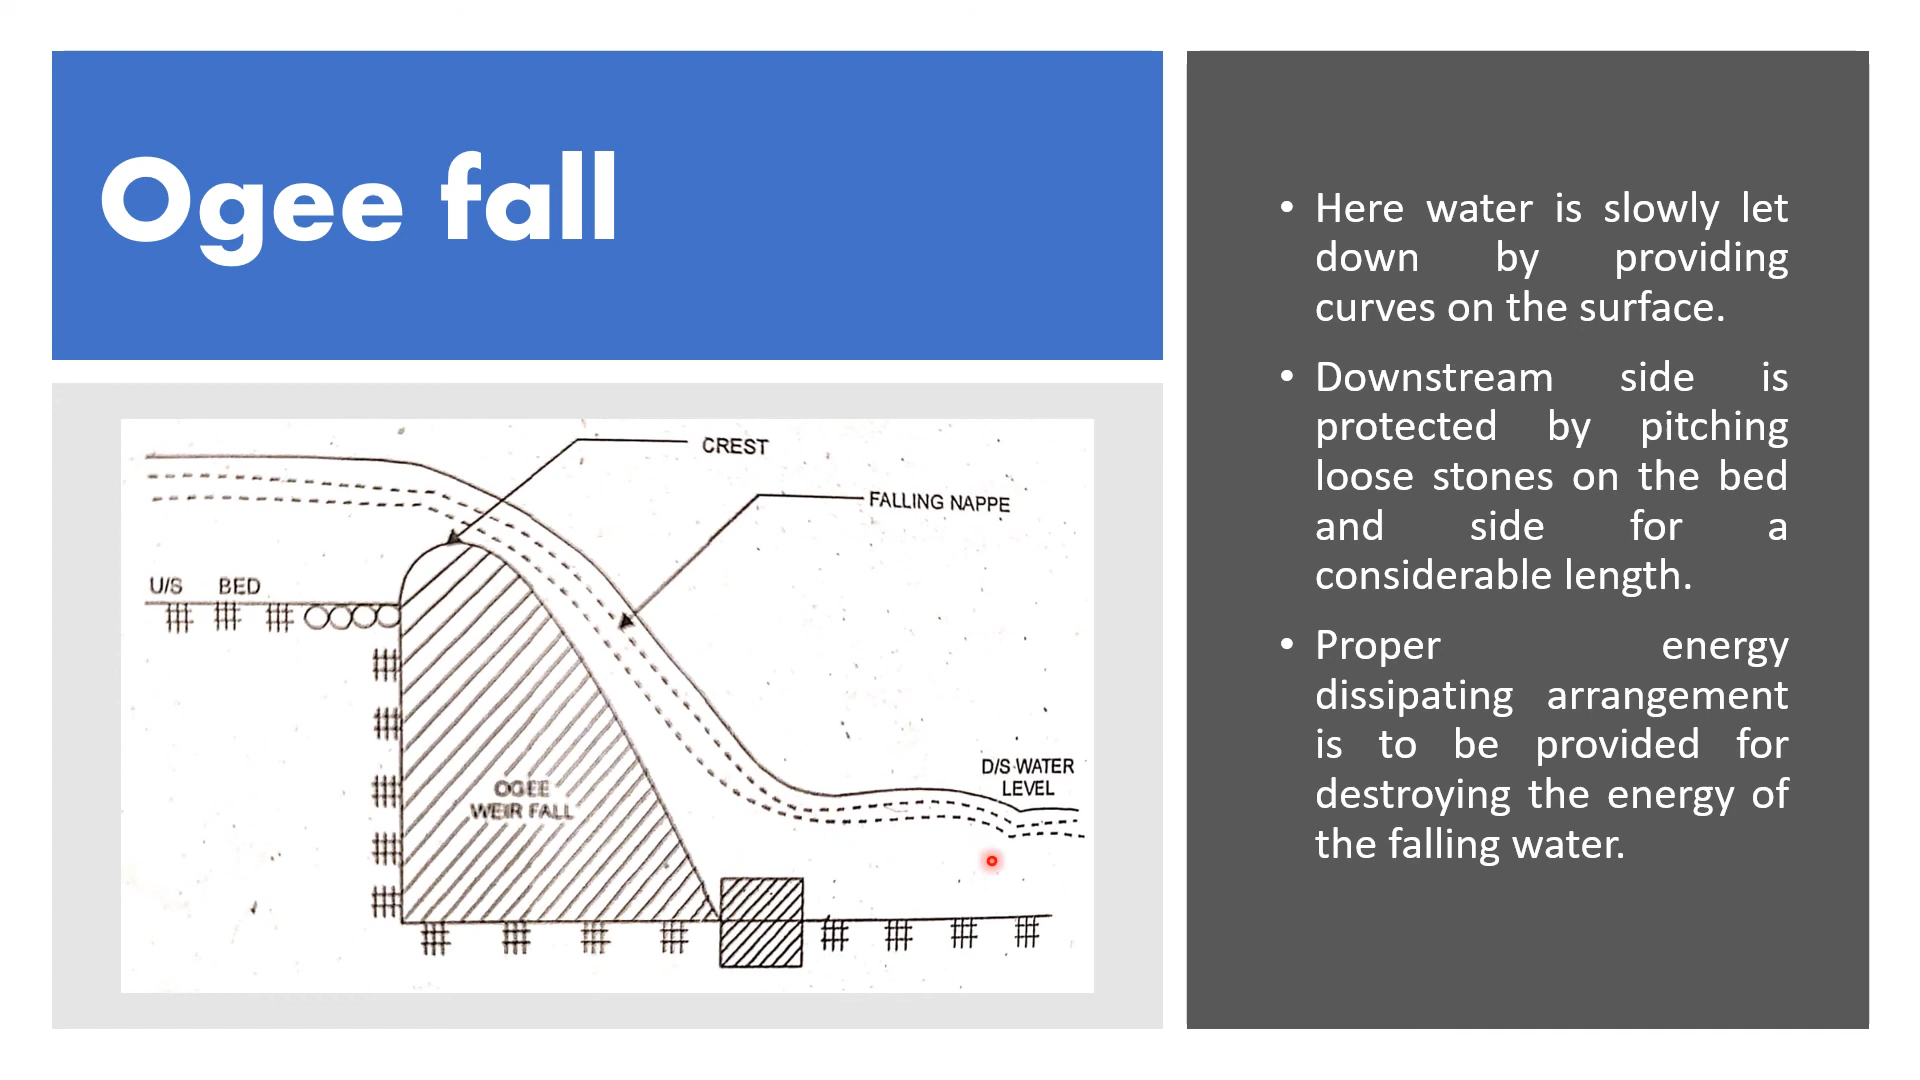 Ogee fall
CREST
FALLING NAPPE
U/S BED
OGEE
WEIR FALL
D/S WATER
LEVEL
• Here water is slowly let
down by providing
curves on the surface.
• Downstream side is
protected by pitching
loose stones on the bed
and side for a
considerable length.
• Proper energy
dissipating arrangement
is to be provided for
destroying the energy of
the falling water.